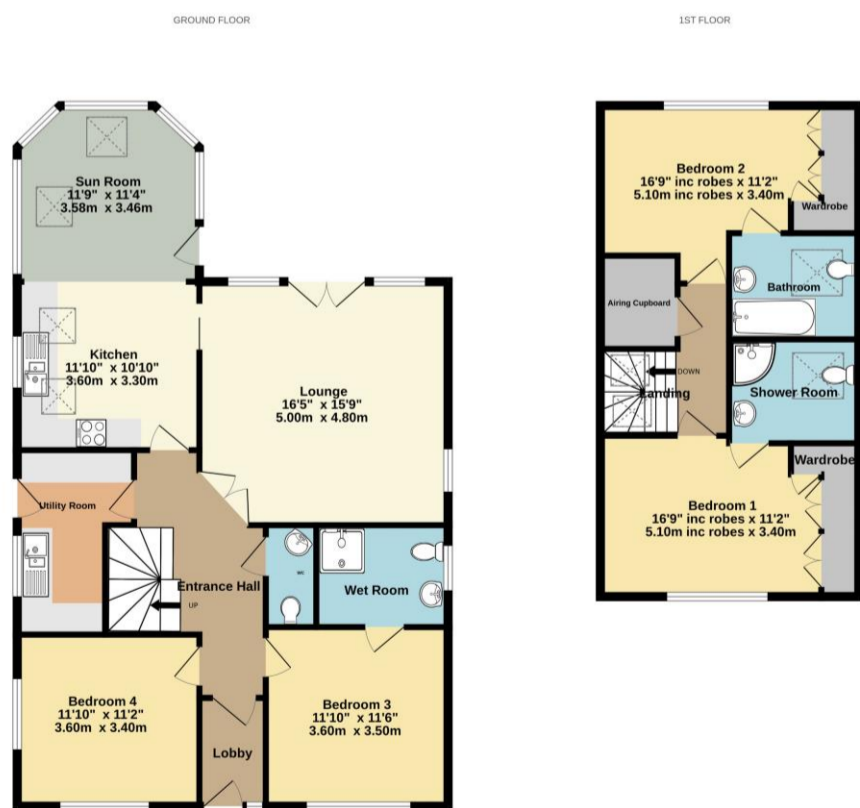 GROUND FLOOR
Sun Room
11'9" x 11'4"
3.58m x 3.46m
Kitchen
11'10" x 10'10"
3.60m x 3.30m
Lounge
16'5" x 15'9"
5.00m x 4.80m
Utility Room
Entrance Hall
UP
WC
Wet Room
Bedroom 4
11'10" x 11'2"
3.60m x 3.40m
Lobby
Bedroom 3
11'10" x 11'6"
3.60m x 3.50m
1ST FLOOR
Bedroom 2
16'9" inc robes x 11'2"
5.10m inc robes x 3.40m
Wardrobe
Bathroom
Airing Cupboard
DOWN
Landing
Shower Room
Wardrobe
Bedroom 1
16'9" inc robes x 11'2"
5.10m inc robes x 3.40m